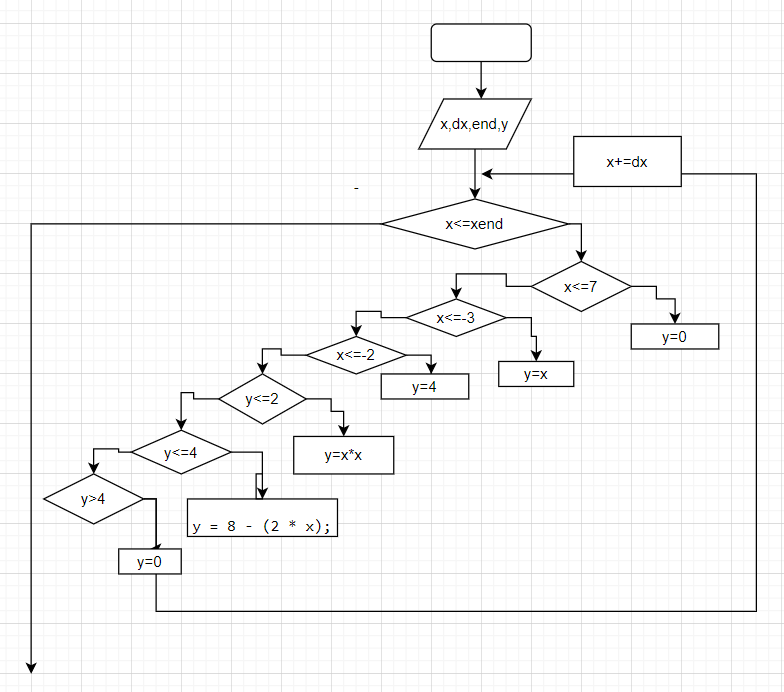 x,dx,end,y
x+=dx
-
x<=xend
x<=7
x<=-3
y=0
x<=-2
y=x
y=4
y<=2
y<=4
y=x*x
y>4
y = 8 - (2 * x);
y=0